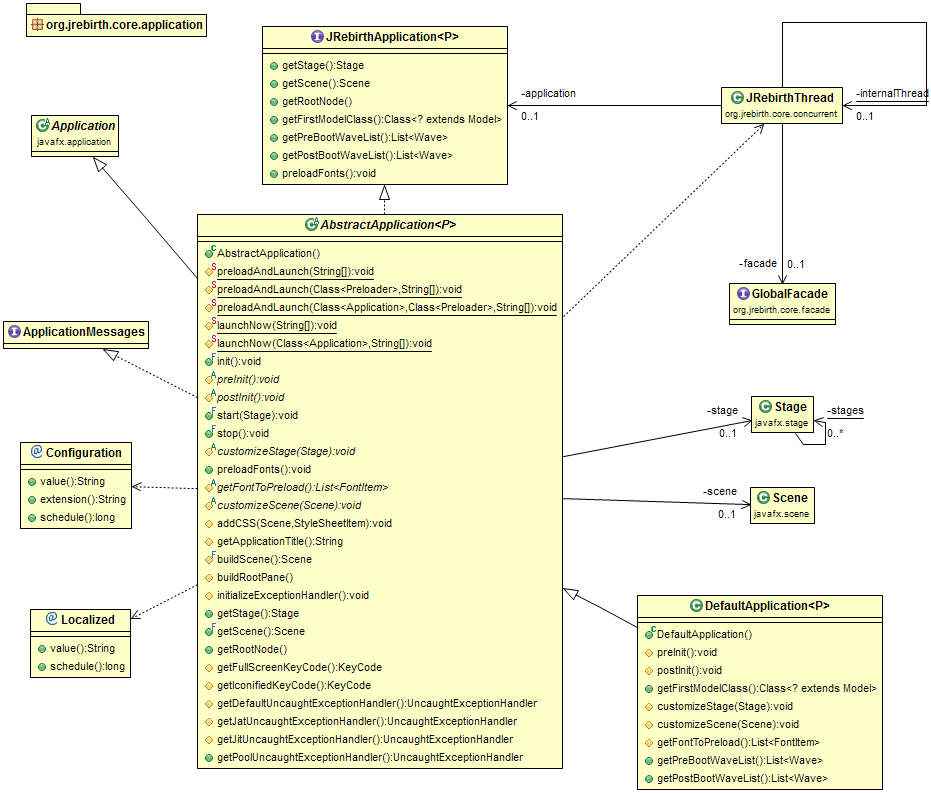 org.jrebirth.core.application
JRebirthApplication<P>
getStage():Stage
getScene():Scene
getRootNode()
getFirstModelClass():Class<? extends Model>
getPreBootWaveList():List<Wave>
getPostBootWaveList():List<Wave>
preloadFonts():void
-application
0..1
JRebirthThread
org.jrebirth.core.concurrent
-internalThread
0..1
Application
javafx.application
AbstractApplication<P>
AbstractApplication()
preloadAndLaunch(String[]):void
preloadAndLaunch(Class<Preloader>,String[]):void
preloadAndLaunch(Class<Application>,Class<Preloader>,String[]):void
launchNow(String[]):void
launchNow(Class<Application>,String[]):void
init():void
preInit():void
postInit():void
start(Stage):void
stop():void
customizeStage(Stage):void
preloadFonts():void
getFontToPreload():List<FontItem>
customizeScene(Scene):void
addCSS(Scene,StyleSheetItem):void
getApplicationTitle():String
buildScene():Scene
buildRootPane()
initializeExceptionHandler():void
getStage():Stage
getScene():Scene
getRootNode()
getFullScreenKeyCode():KeyCode
getIconifiedKeyCode():KeyCode
getDefaultUncaughtExceptionHandler():UncaughtExceptionHandler
getJatUncaughtExceptionHandler():UncaughtExceptionHandler
getJitUncaughtExceptionHandler():UncaughtExceptionHandler
getPoolUncaughtExceptionHandler():UncaughtExceptionHandler
-facade
0..1
GlobalFacade
org.jrebirth.core.facade
ApplicationMessages
Configuration
value():String
extension():String
schedule():long
Localized
value():String
schedule():long
-stage
0..1
Stage
javafx.stage
-stages
0..*
-scene
0..1
Scene
javafx.scene
DefaultApplication<P>
DefaultApplication()
preInit():void
postInit():void
getFirstModelClass():Class<? extends Model>
customizeStage(Stage):void
customizeScene(Scene):void
getFontToPreload():List<FontItem>
getPreBootWaveList():List<Wave>
getPostBootWaveList():List<Wave>